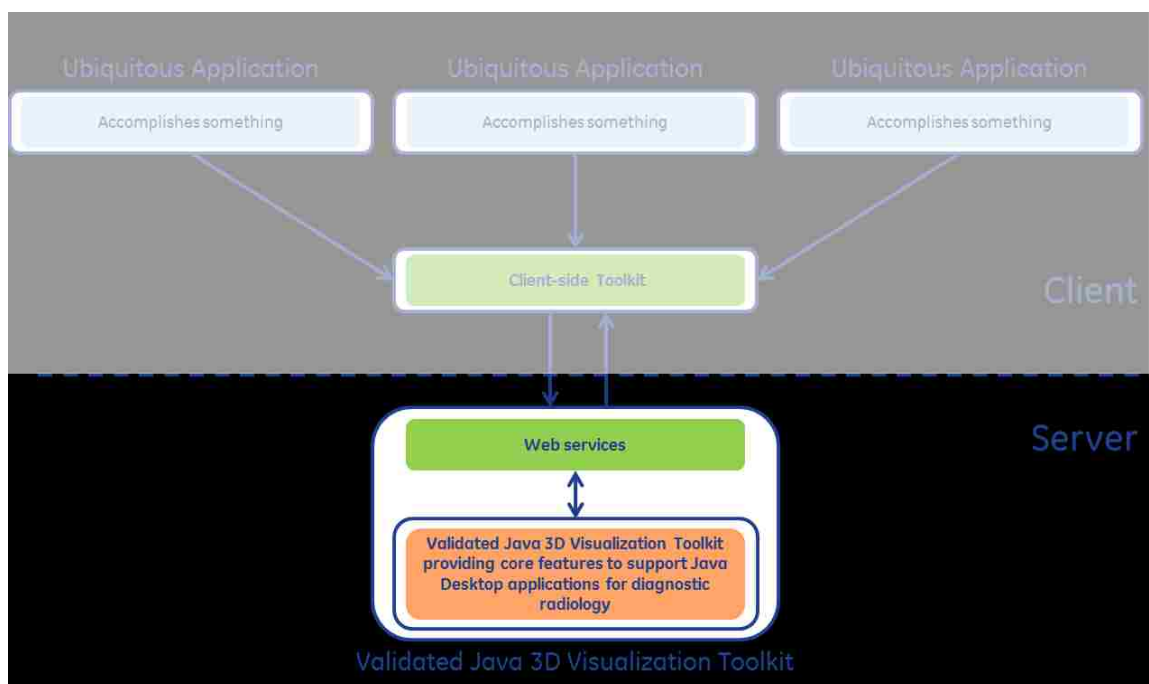 Ubiquitous Application
Ubiquitous Application
Ubiquitous Application
Accomplishes something
Accomplishes something
Accomplishes something
Client-side Toolkit
Client
Server
Web services
Validated Java 3D Visualization Toolkit
providing core features to support Java
Desktop applications for diagnostic
radiology
Validated Java 3D Visualization Toolkit